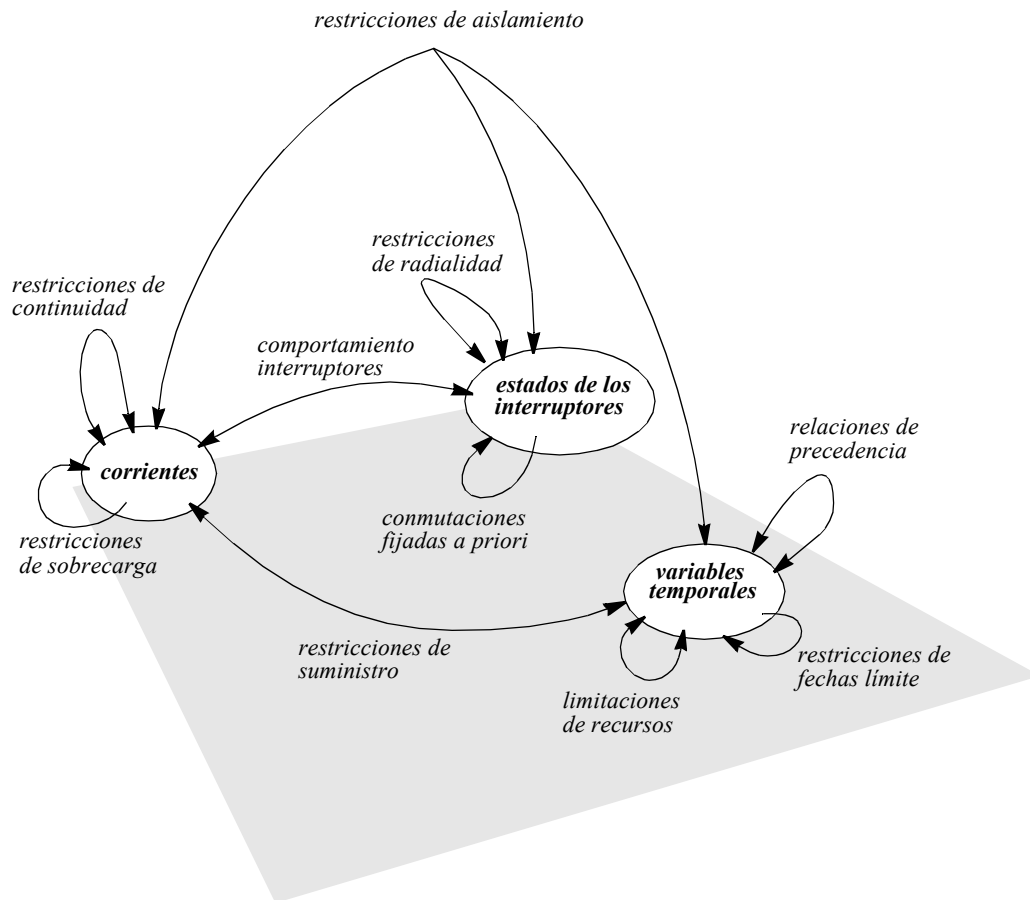 restricciones de aislamiento
restricciones
de radialidad
restricciones de
continuidad
comportamiento
interruptores
estados de los
interruptores
relaciones de
precedencia
corrientes
conmutaciones
fijadas a priori
restricciones
de sobrecarga
variables
temporales
restricciones de
suministro
restricciones de
fechas límite
limitaciones
de recursos